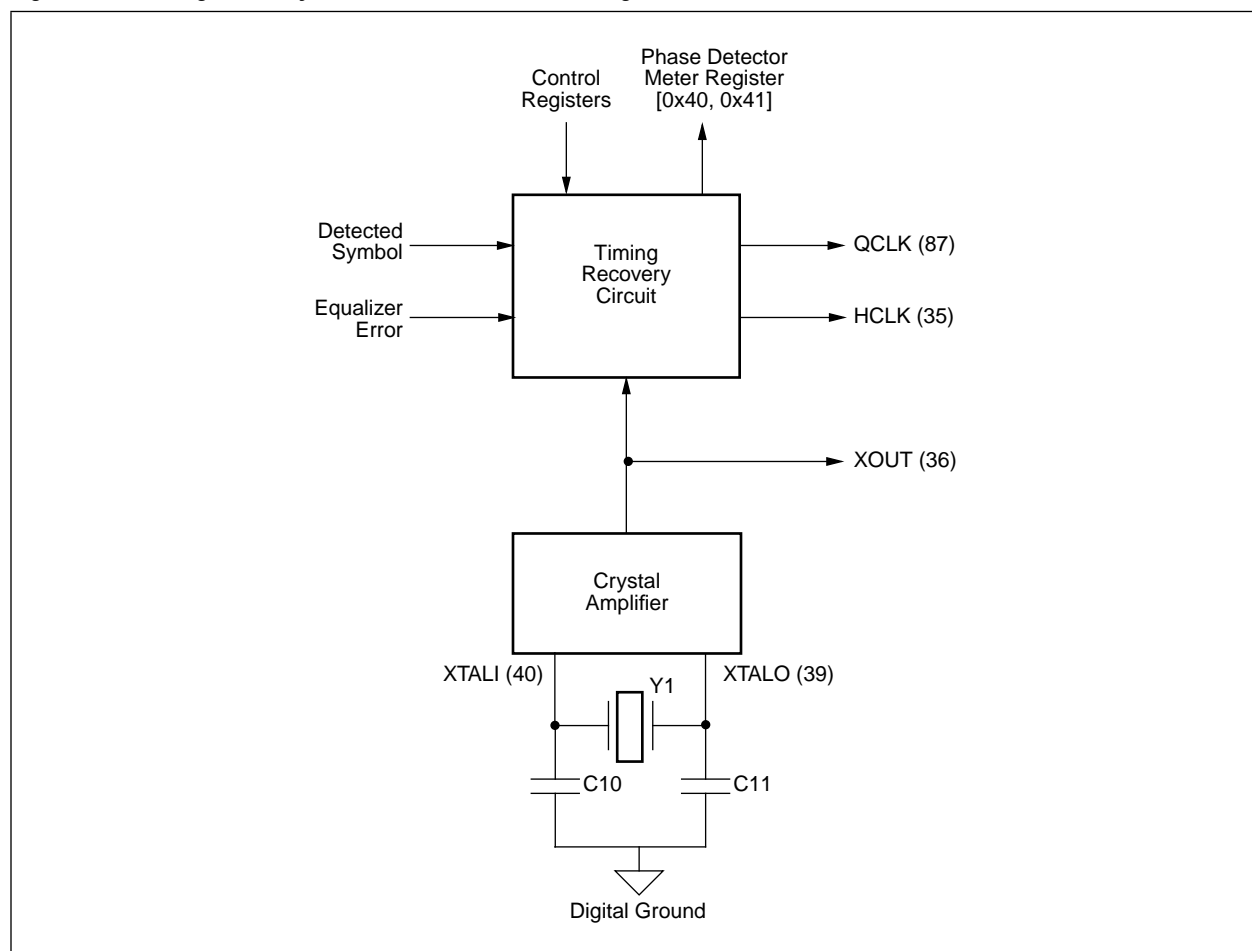 Phase Detector
Meter Register
[0x40, 0x41]
Control
Registers
Detected
Symbol
Equalizer
Error
Timing
Recovery
Circuit
QCLK (87)
HCLK (35)
XOUT (36)
Crystal
Amplifier
XTALI (40)
XTALO (39)
Y1
C10
C11
Digital Ground